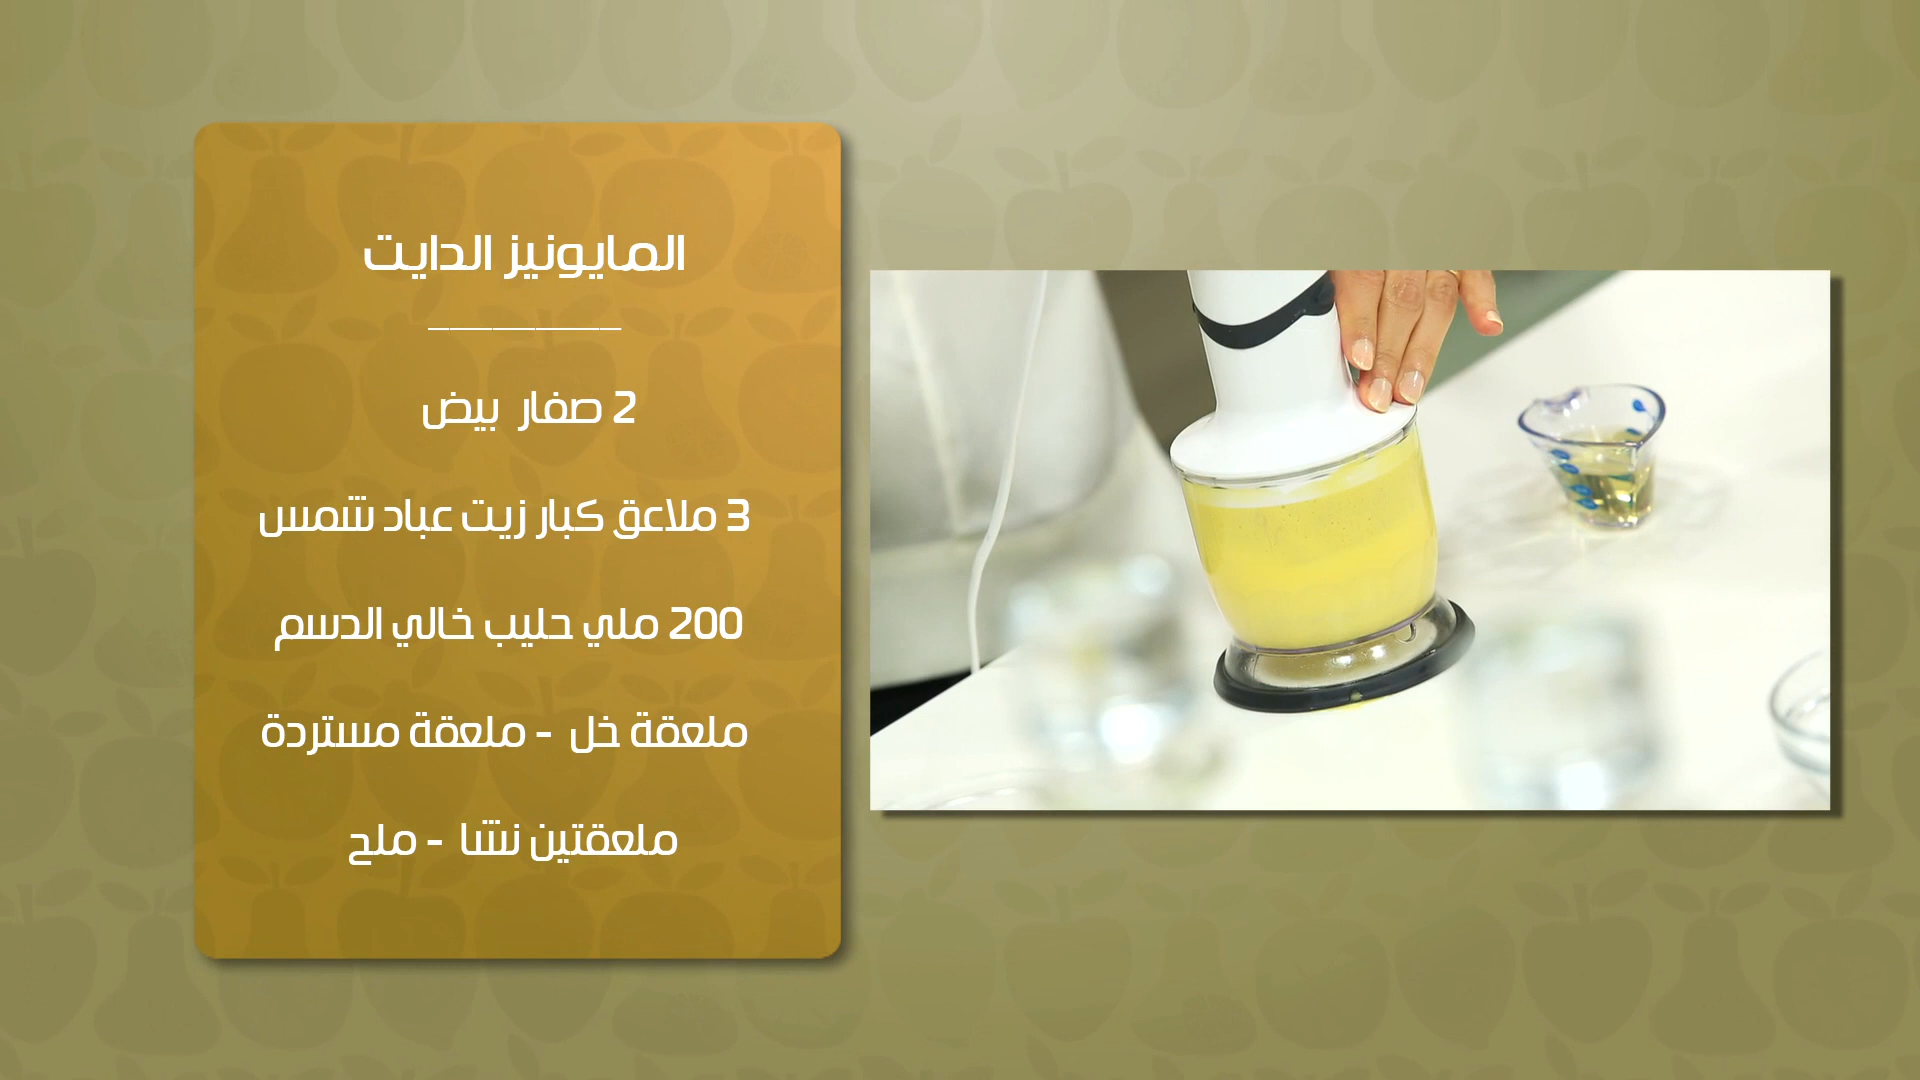 المايونيز الدايت
2 صفار بيض
3 ملاعق كبار زيت عباد شمس
200 ملي حليب خالي الدسم
ملعقة خل - ملعقة مستردة
ملعقتين نشا - ملح